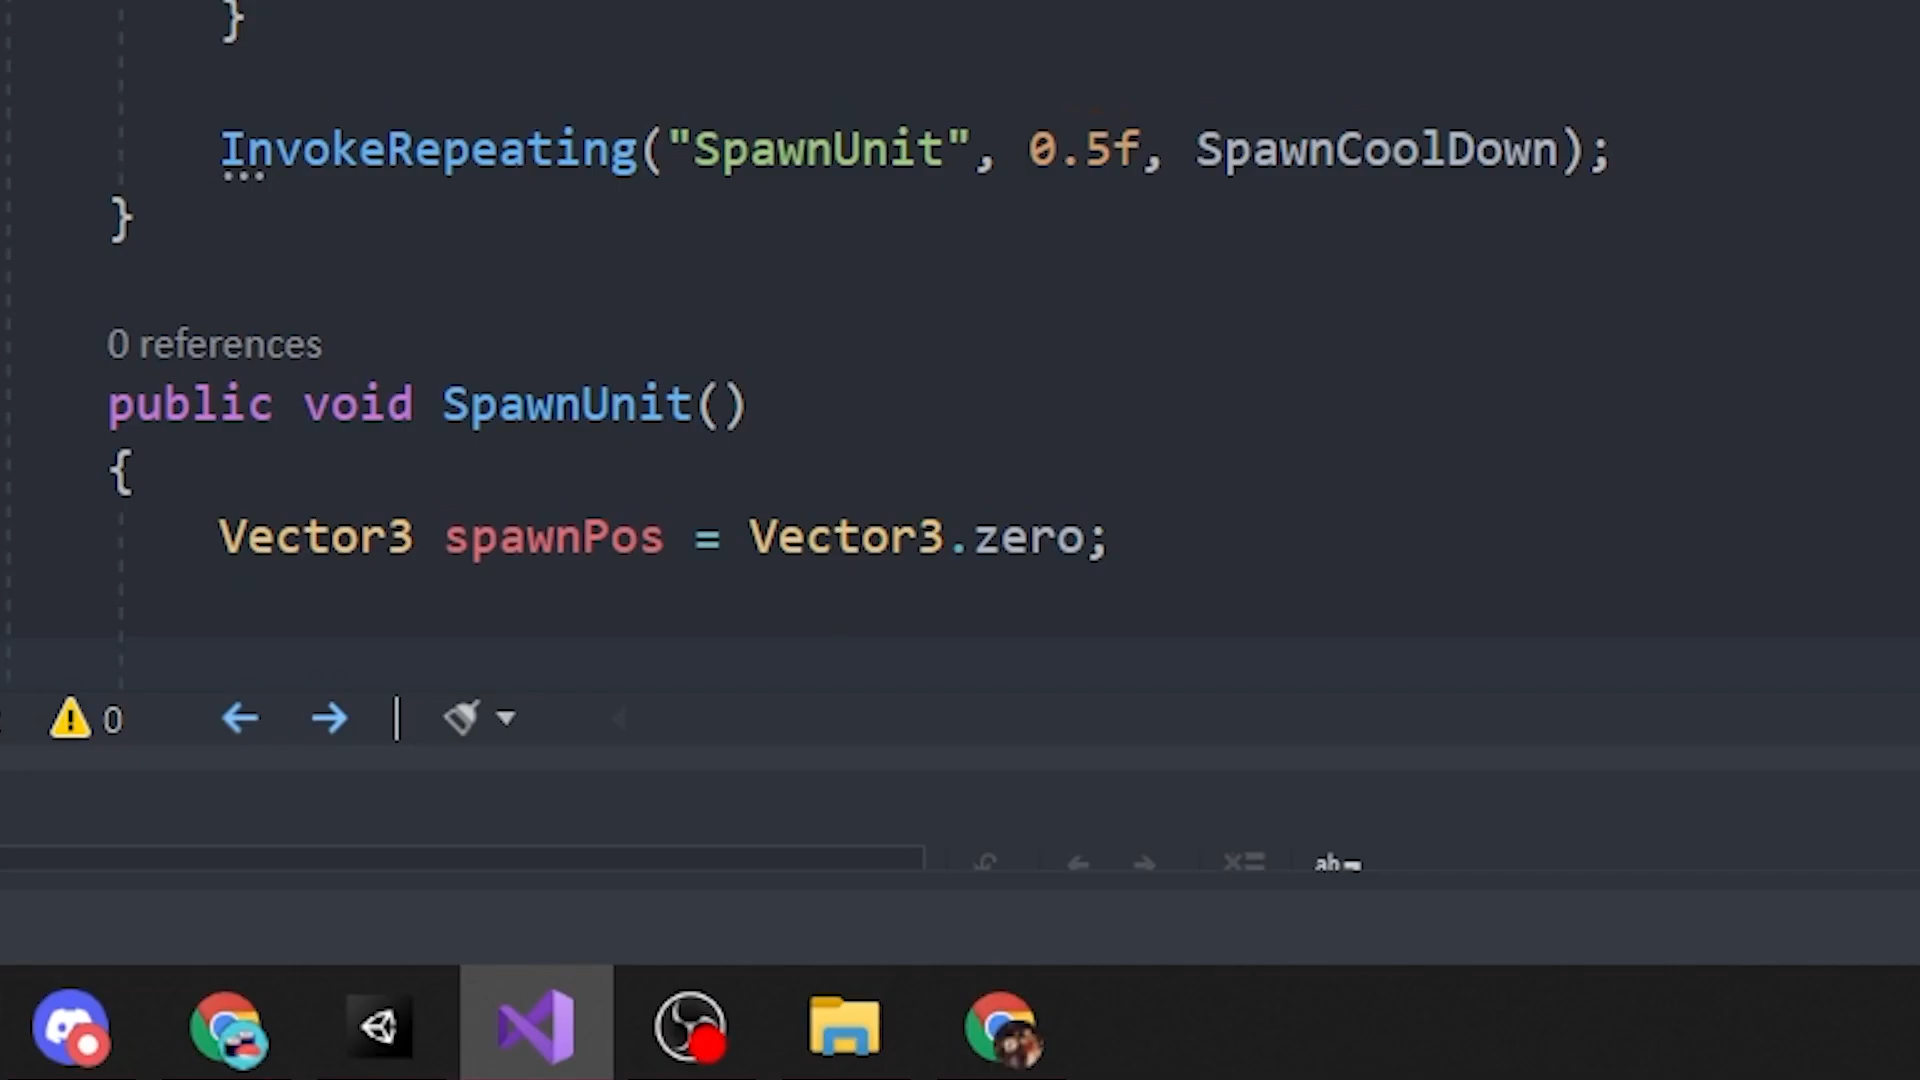 }
InvokeRepeating("SpawnUnit", 0.5f, SpawnCoolDown);
}
0 references
public void SpawnUnit()
{
Vector3 spawnPos = Vector3.zero;
0